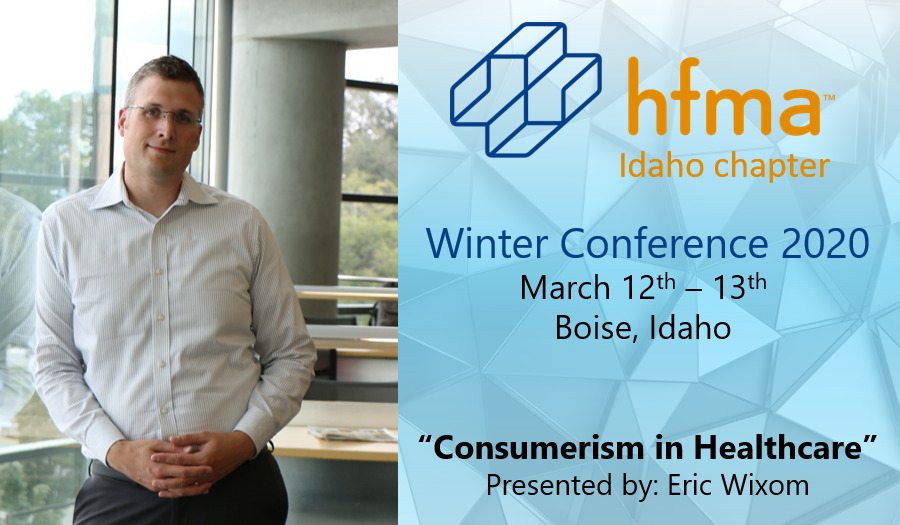 hfma™
Idaho chapter
Winter Conference 2020
March 12th – 13th
Boise, Idaho
“Consumerism in Healthcare”
Presented by: Eric Wixom